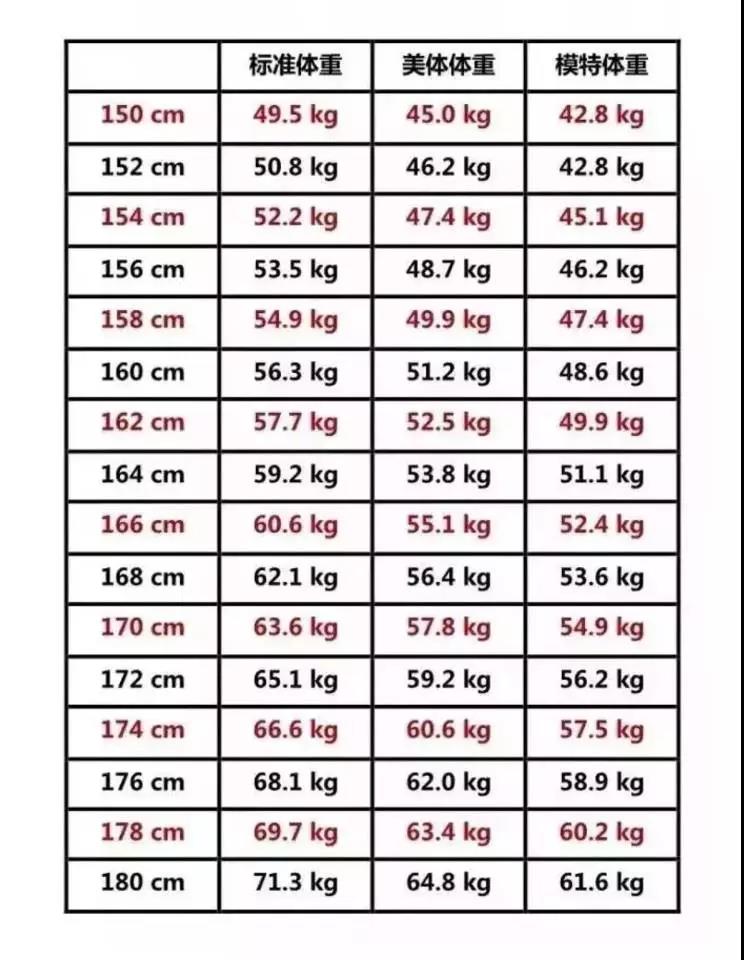 标准体重 美体体重 模特体重
150 cm 49.5 kg 45.0 kg 42.8 kg
152 cm 50.8 kg 46.2 kg 42.8 kg
154 cm 52.2 kg 47.4 kg 45.1 kg
156 cm 53.5 kg 48.7 kg 46.2 kg
158 cm 54.9 kg 49.9 kg 47.4 kg
160 cm 56.3 kg 51.2 kg 48.6 kg
162 cm 57.7 kg 52.5 kg 49.9 kg
164 cm 59.2 kg 53.8 kg 51.1 kg
166 cm 60.6 kg 55.1 kg 52.4 kg
168 cm 62.1 kg 56.4 kg 53.6 kg
170 cm 63.6 kg 57.8 kg 54.9 kg
172 cm 65.1 kg 59.2 kg 56.2 kg
174 cm 66.6 kg 60.6 kg 57.5 kg
176 cm 68.1 kg 62.0 kg 58.9 kg
178 cm 69.7 kg 63.4 kg 60.2 kg
180 cm 71.3 kg 64.8 kg 61.6 kg